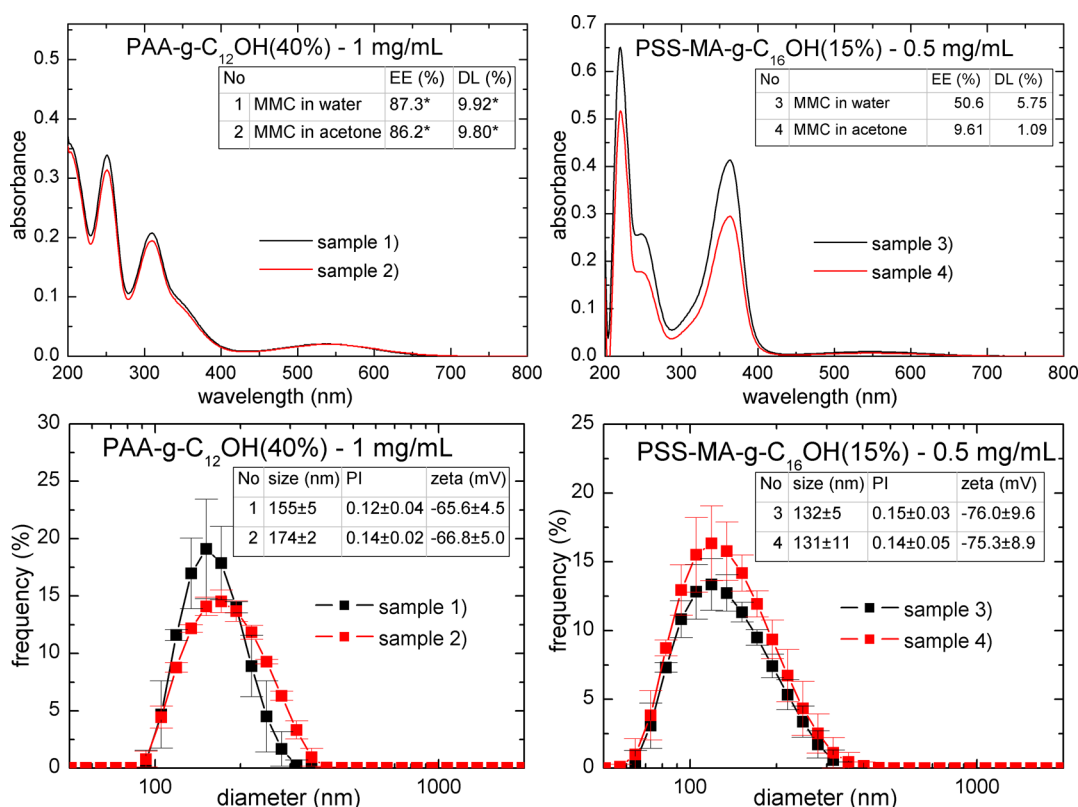 PAA-g-C12OH(40%) - 1 mg/mL
No EE (%) DL (%)
1 MMC in water 87.3* 9.92*
2 MMC in acetone 86.2* 9.80*
sample 1)
sample 2)
absorbance
0.5
0.4
0.3
0.2
0.1
0.0
200 300 400 500 600 700 800
wavelength (nm)
PSS-MA-g-C16OH(15%) - 0.5 mg/mL
No EE (%) DL (%)
3 MMC in water 50.6 5.75
4 MMC in acetone 9.61 1.09
sample 3)
sample 4)
absorbance
0.7
0.6
0.5
0.4
0.3
0.2
0.1
0.0
200 300 400 500 600 700 800
wavelength (nm)
PAA-g-C12OH(40%) - 1 mg/mL
No size (nm) PI zeta (mV)
1 155±5 0.12±0.04 -65.6±4.5
2 174±2 0.14±0.02 -66.8±5.0
sample 1)
sample 2)
frequency (%)
30
25
20
15
10
5
0
100 1000
diameter (nm)
PSS-MA-g-C16OH(15%) - 0.5 mg/mL
No size (nm) PI zeta (mV)
3 132±5 0.15±0.03 -76.0±9.6
4 131±11 0.14±0.05 -75.3±8.9
sample 3)
sample 4)
frequency (%)
25
20
15
10
5
0
100 1000
diameter (nm)